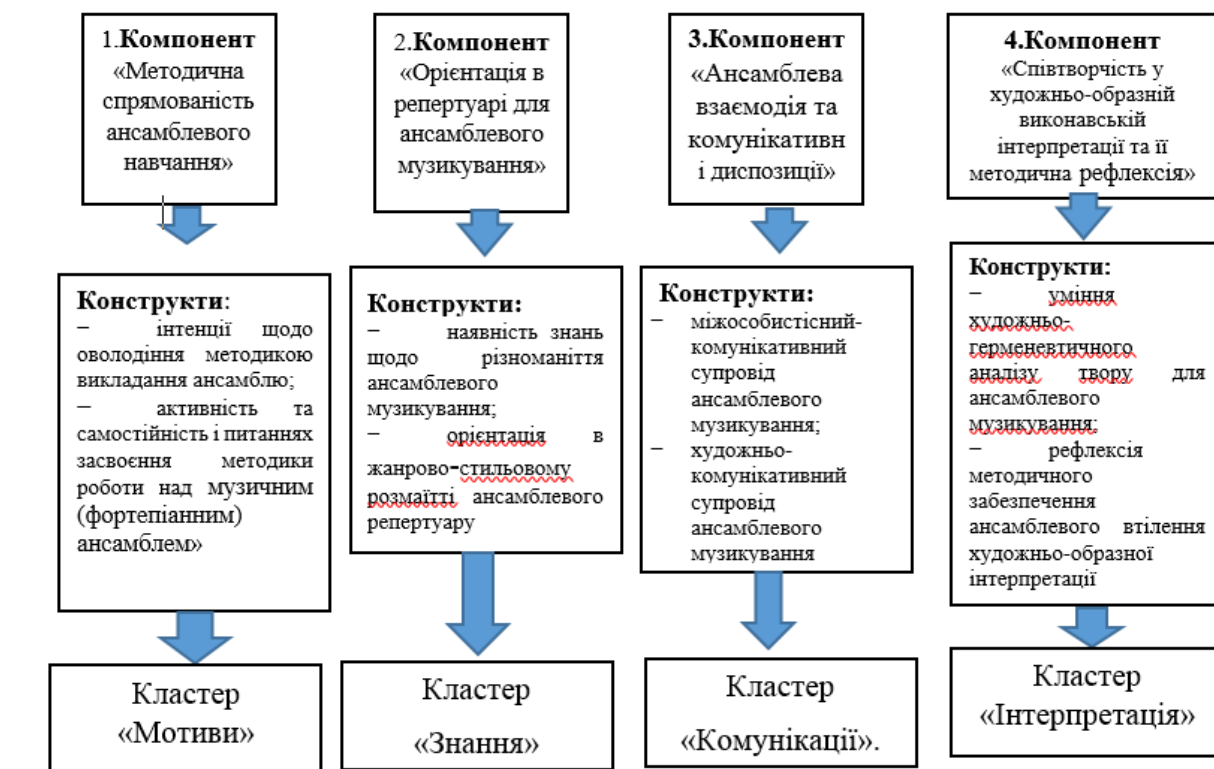 1.Компонент
«Методична
спрямованість
ансамблевого
навчання»
2.Компонент
«Орієнтація в
репертуарі для
ансамблевого
музикування»
3.Компонент
«Ансамблева
взаємодія та
комунікативн
і диспозиції»
4.Компонент
«Співтворчість у
художньо-образній
виконавській
інтерпретації та її
методична рефлексія»
Конструкти:
– інтенції щодо
оволодіння методикою
викладання ансамблю;
– активність та
самостійність і питаннях
засвоєння методики
роботи над музичним
(фортепіанним)
ансамблем»
Конструкти:
– наявність знань
щодо різноманіття
ансамблевого
музикування;
– орієнтація в
жанрово-стильовому
розмаїтті ансамблевого
репертуару
Конструкти:
– міжособистісний-
комунікативний
супровід
ансамблевого
музикування;
– художньо-
комунікативний
супровід
ансамблевого
музикування
Конструкти:
– уміння
художньо-
герменевтичного
аналізу твору для
ансамблевого
музикування;
– рефлексія
методичного
забезпечення
ансамблевого втілення
художньо-образної
інтерпретації
Кластер
«Мотиви»
Кластер
«Знання»
Кластер
«Комунікації».
Кластер
«Інтерпретація»